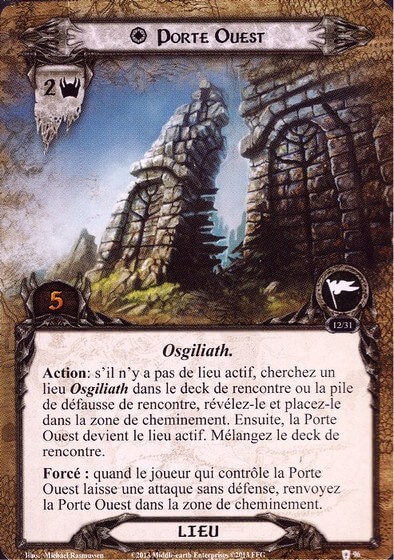 Porte Ouest
2
5
12/31
Osgiliath.
Action: s'il n'y a pas de lieu actif, cherchez un
lieu Osgiliath dans le deck de rencontre ou la pile
de défausse de rencontre, révélez-le et placez-le
dans la zone de cheminement. Ensuite, la Porte
Ouest devient le lieu actif. Mélangez le deck de
rencontre.
Forcé : quand le joueur qui contrôle la Porte
Ouest laisse une attaque sans défense, renvoyez
la Porte Ouest dans la zone de cheminement.
LIEU
Illus. Michael Rasmussen ©2013 Middle-earth Enterprises ©2013 FFG 96